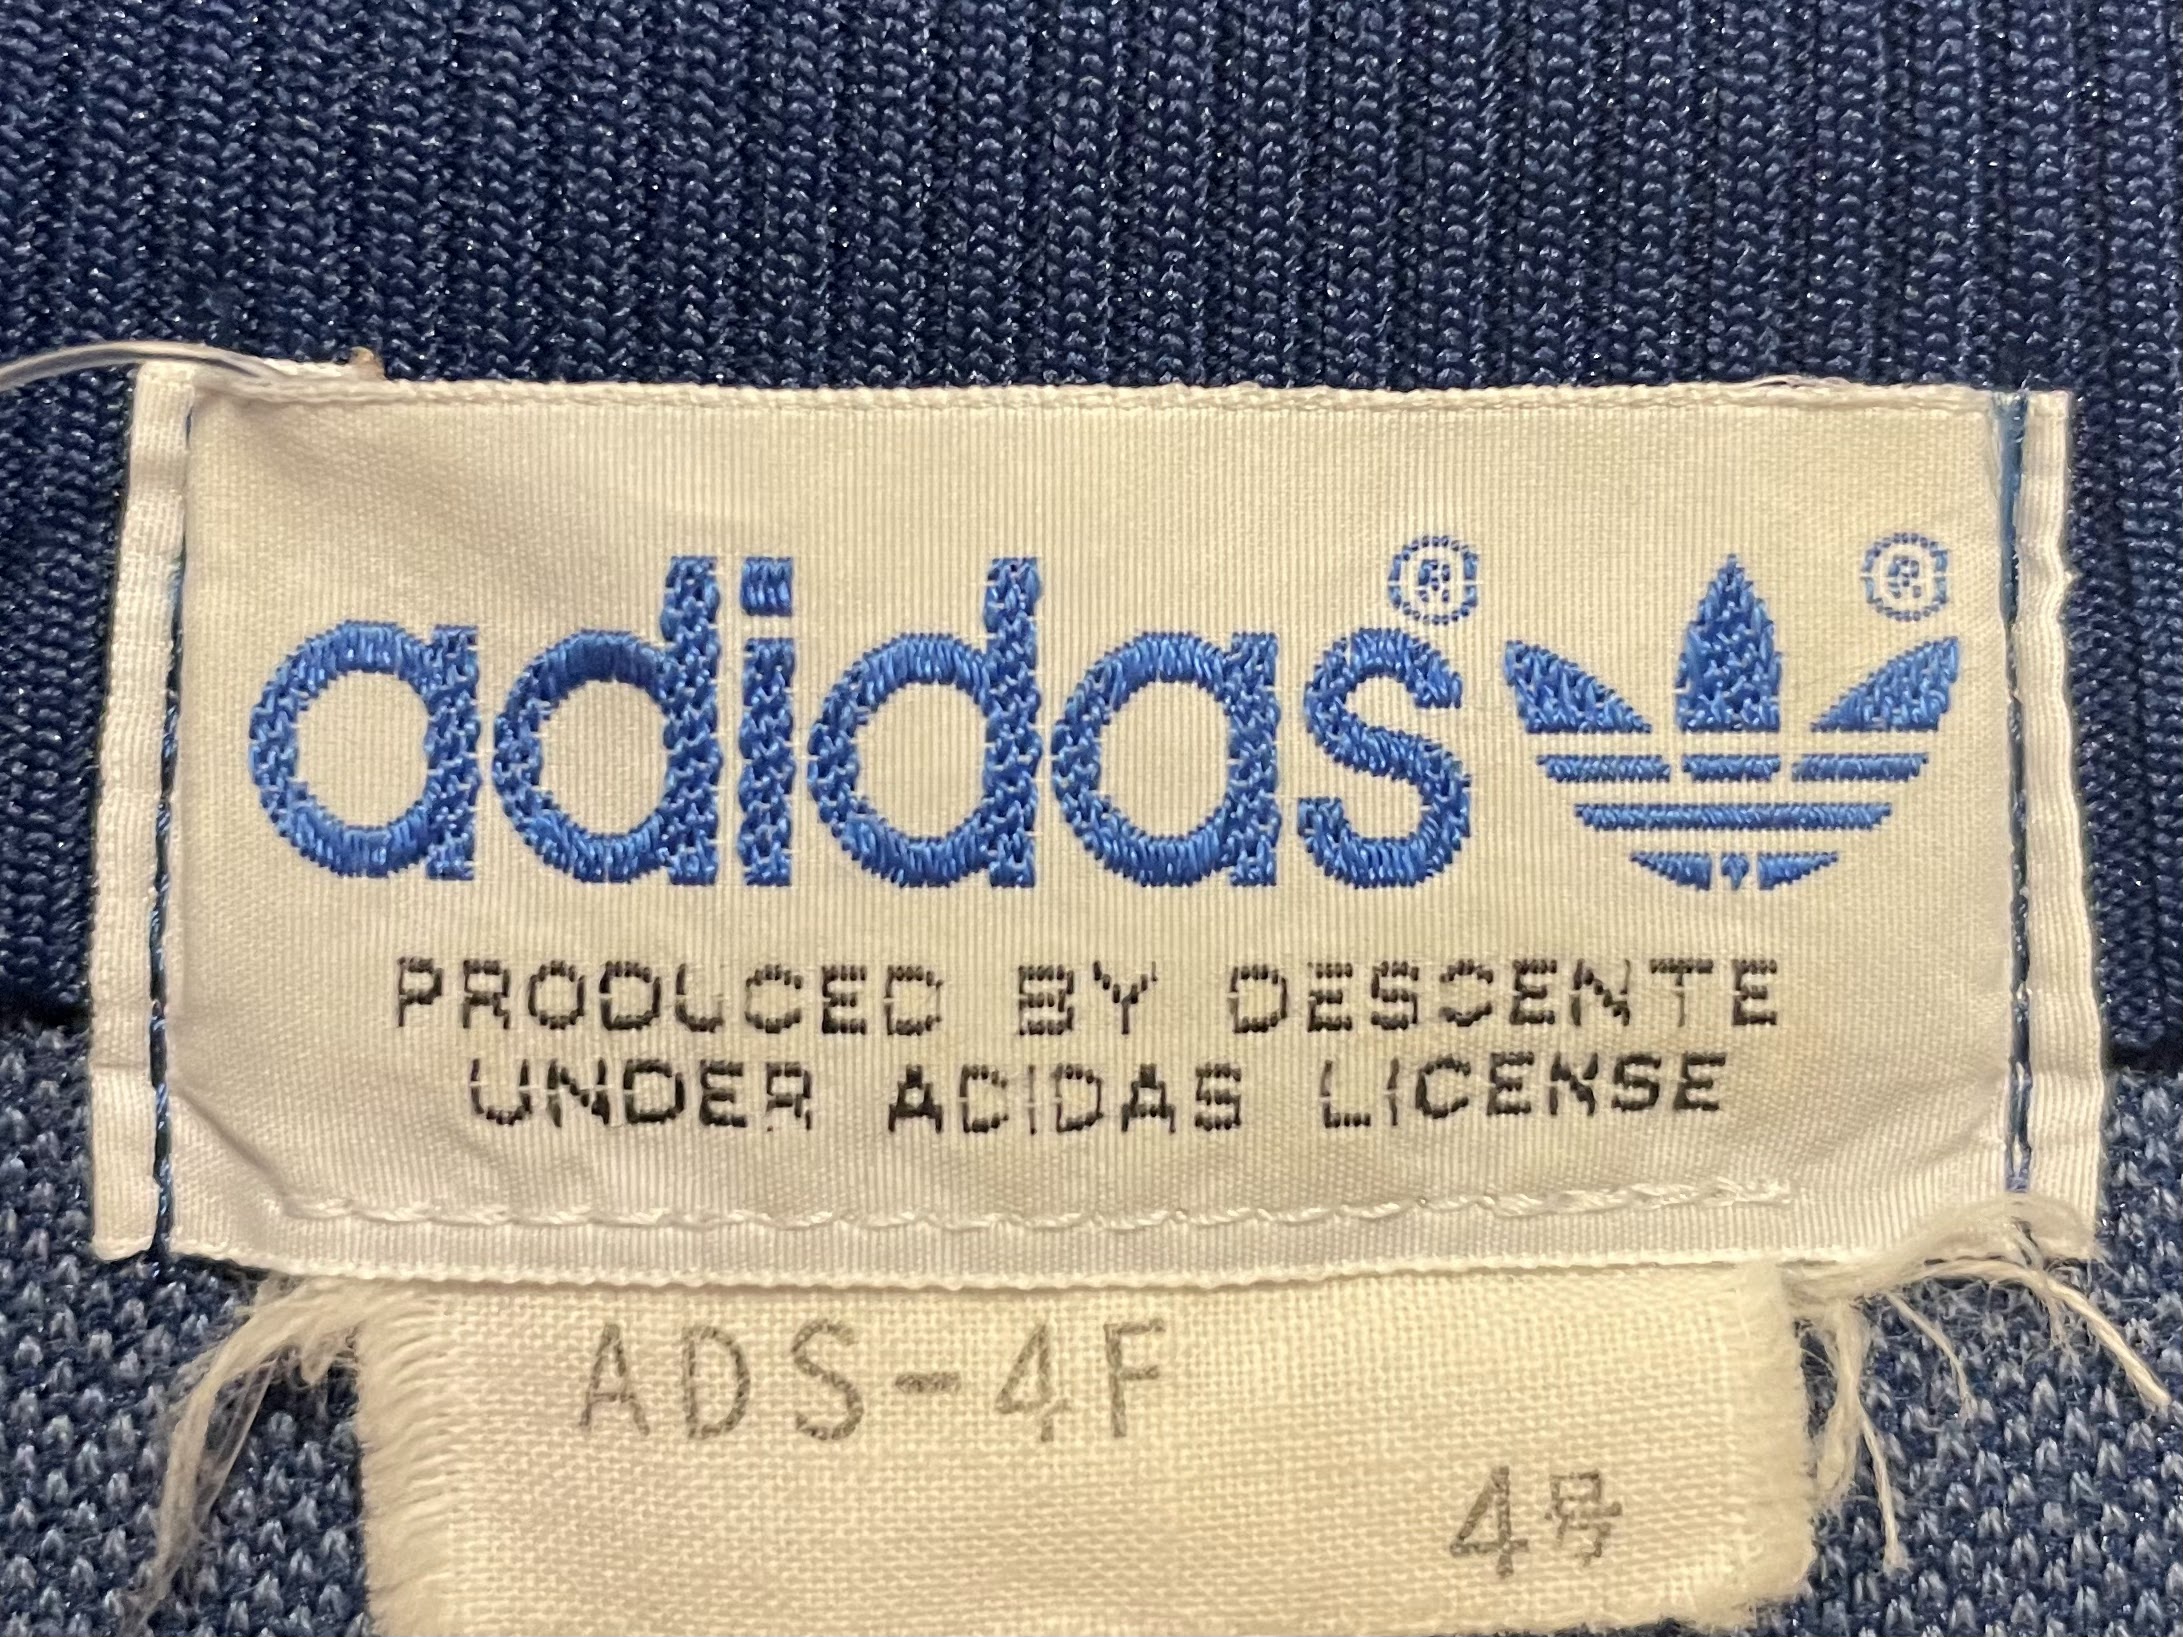 adidas® ®
PRODUCED BY DESCENTE
UNDER ADIDAS LICENSE
ADS-4F
4号